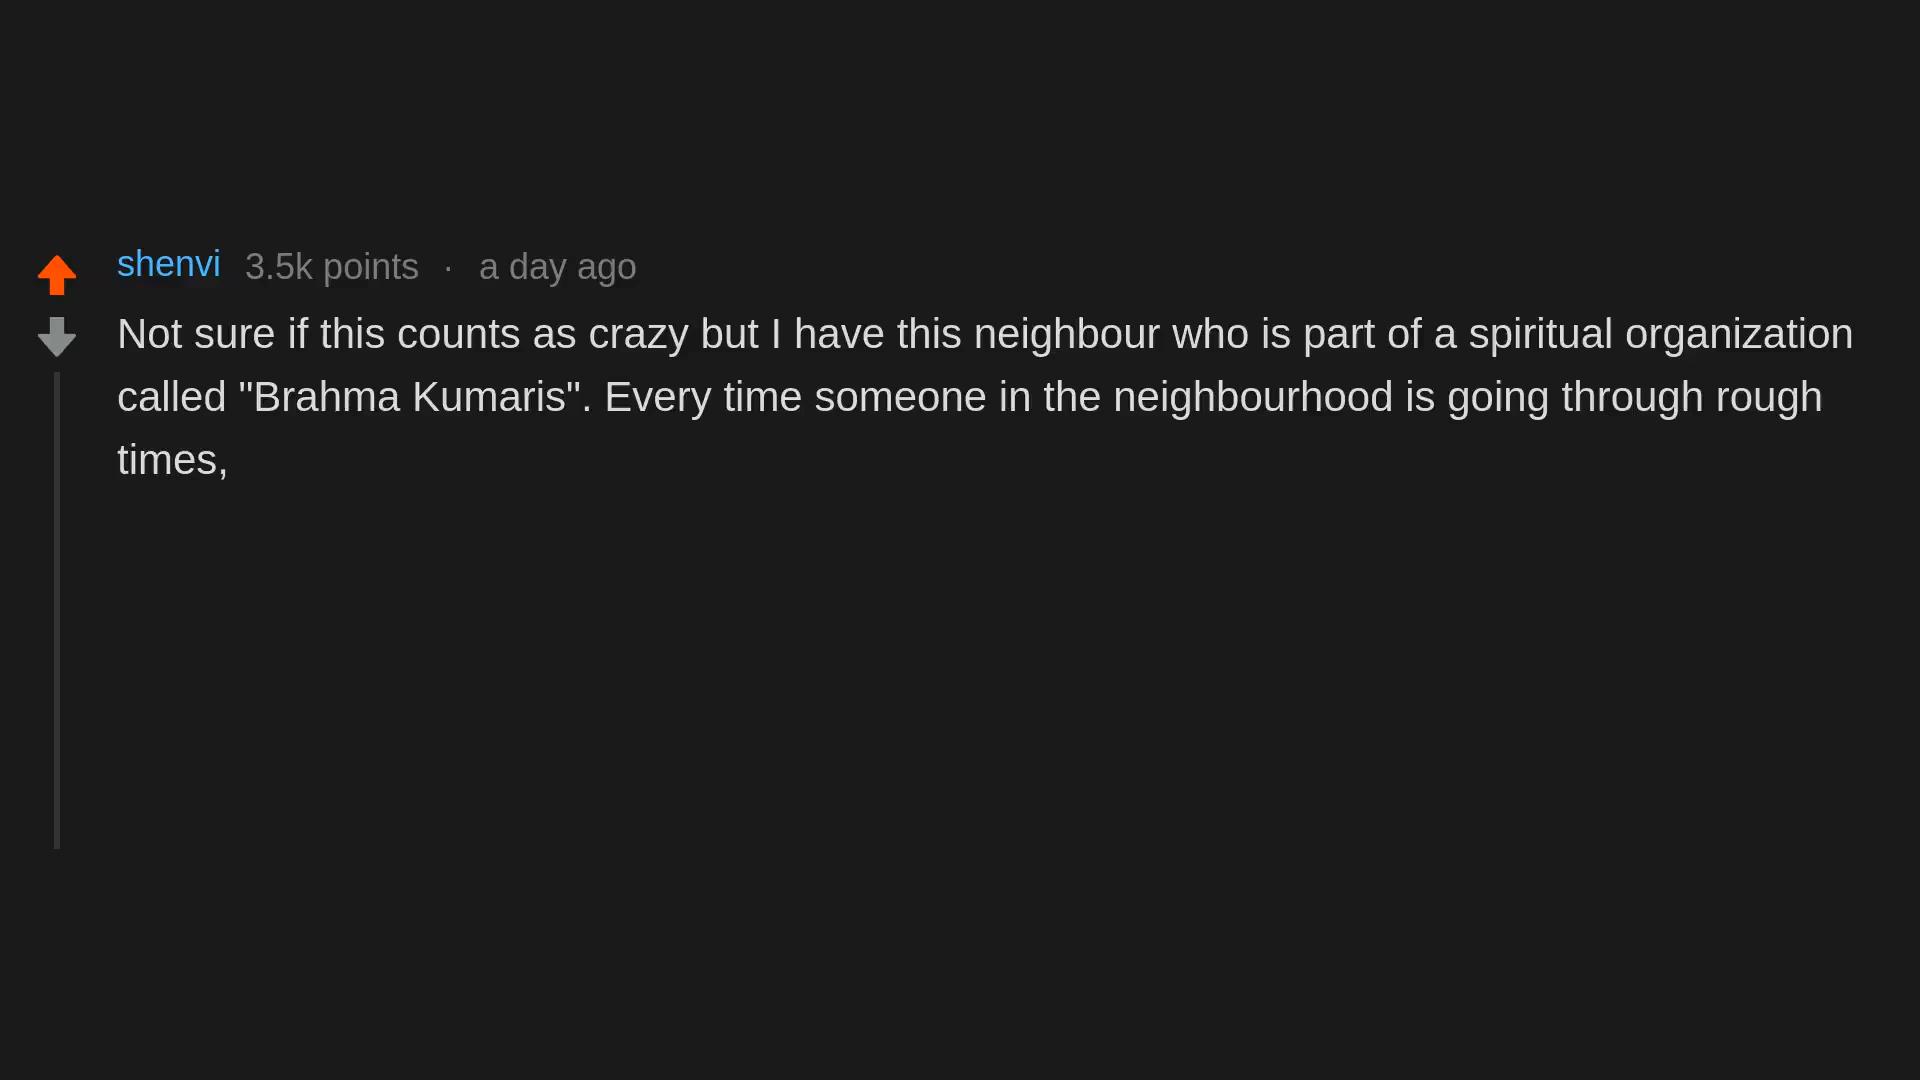 shenvi 3.5k points · a day ago
Not sure if this counts as crazy but I have this neighbour who is part of a spiritual organization
called "Brahma Kumaris". Every time someone in the neighbourhood is going through rough
times,